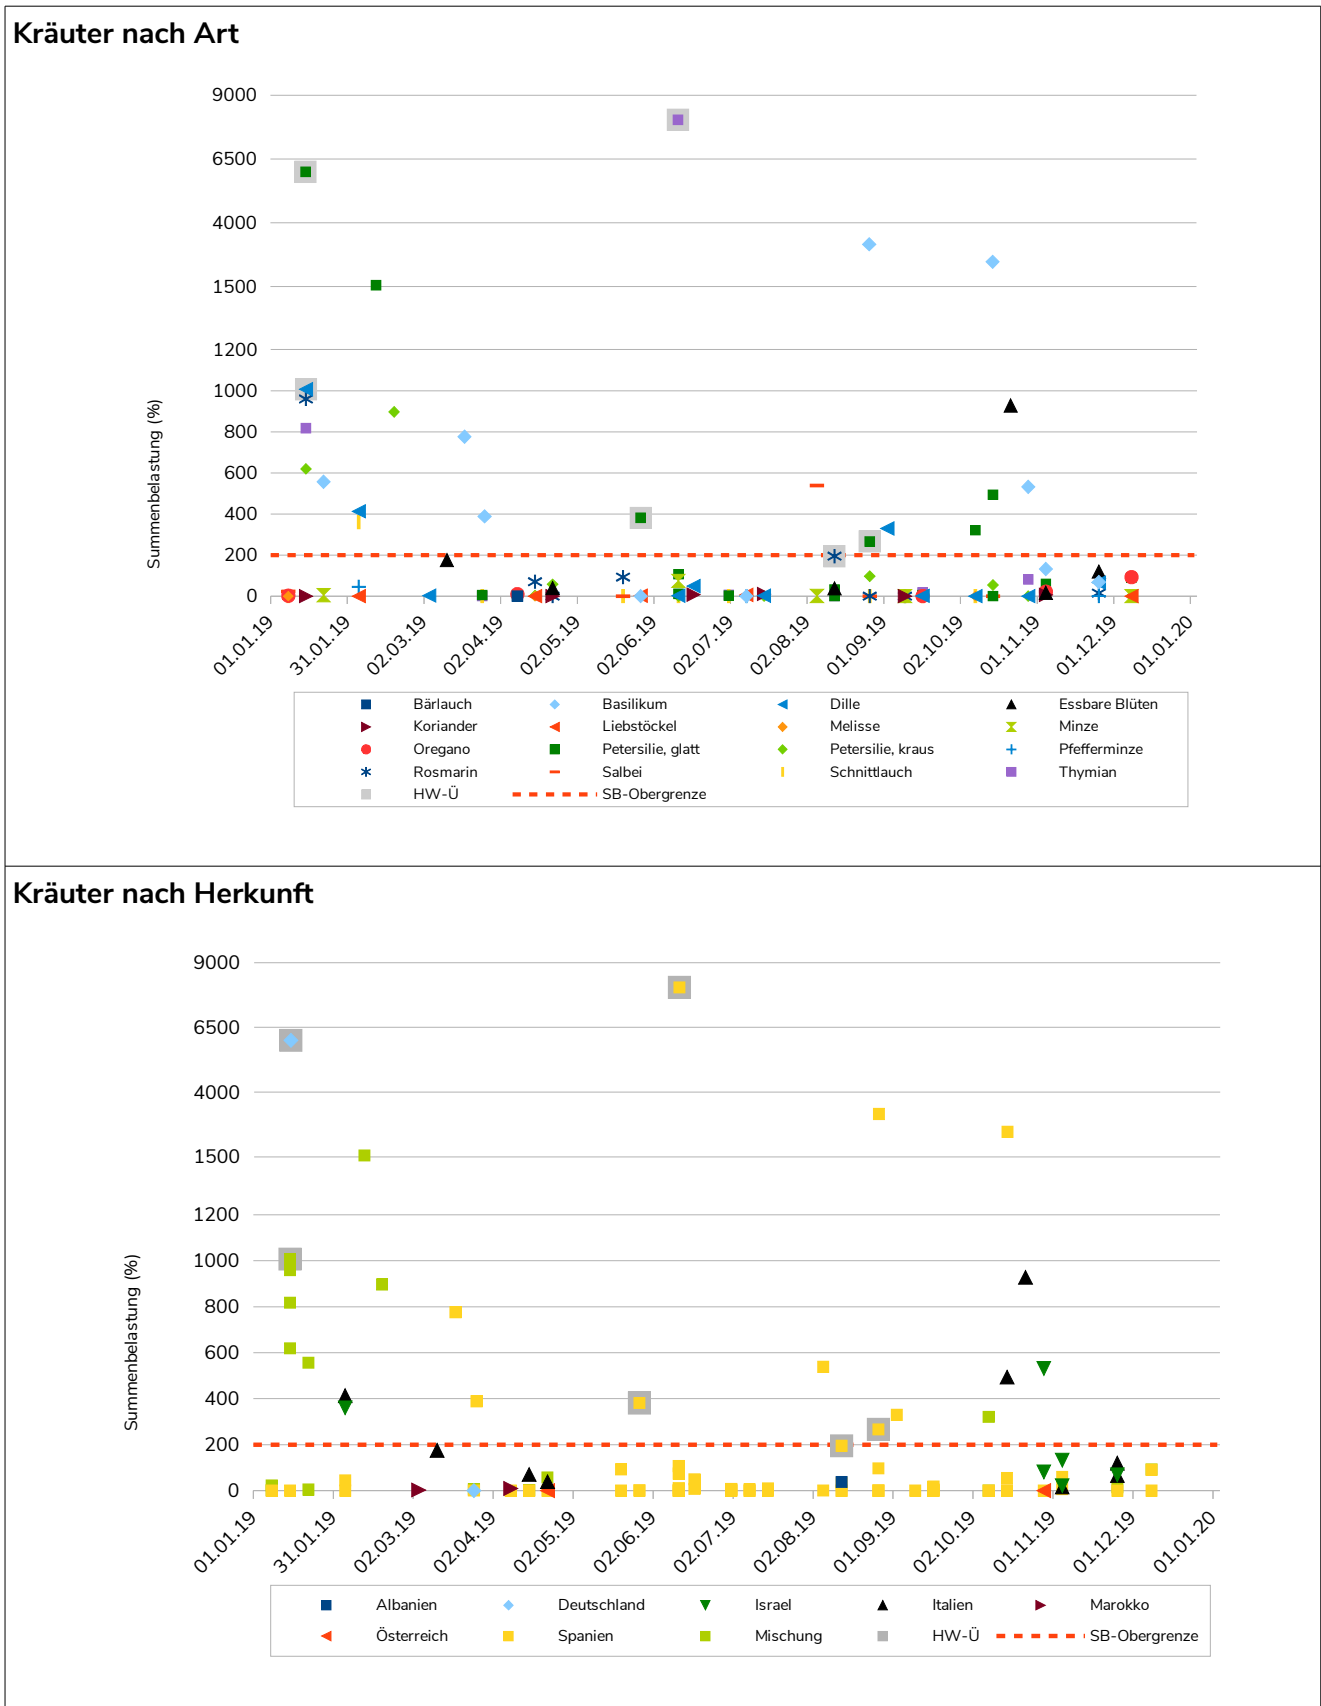 Kräuter nach Art
9000
6500
4000
1500
1200
1000
800
600
400
200
0
Summenbelastung (%)
01.01.19 31.01.19 02.03.19 02.04.19 02.05.19 02.06.19 02.07.19 02.08.19 01.09.19 02.10.19 01.11.19 01.12.19 01.01.20
Bärlauch Basilikum Dille Essbare Blüten
Koriander Liebstöckel Melisse Minze
Oregano Petersilie, glatt Petersilie, kraus Pfefferminze
Rosmarin Salbei Schnittlauch Thymian
HW-Ü SB-Obergrenze
Kräuter nach Herkunft
9000
6500
4000
1500
1200
1000
800
600
400
200
0
Summenbelastung (%)
01.01.19 31.01.19 02.03.19 02.04.19 02.05.19 02.06.19 02.07.19 02.08.19 01.09.19 02.10.19 01.11.19 01.12.19 01.01.20
Albanien Deutschland Israel Italien Marokko
Österreich Spanien Mischung HW-Ü SB-Obergrenze